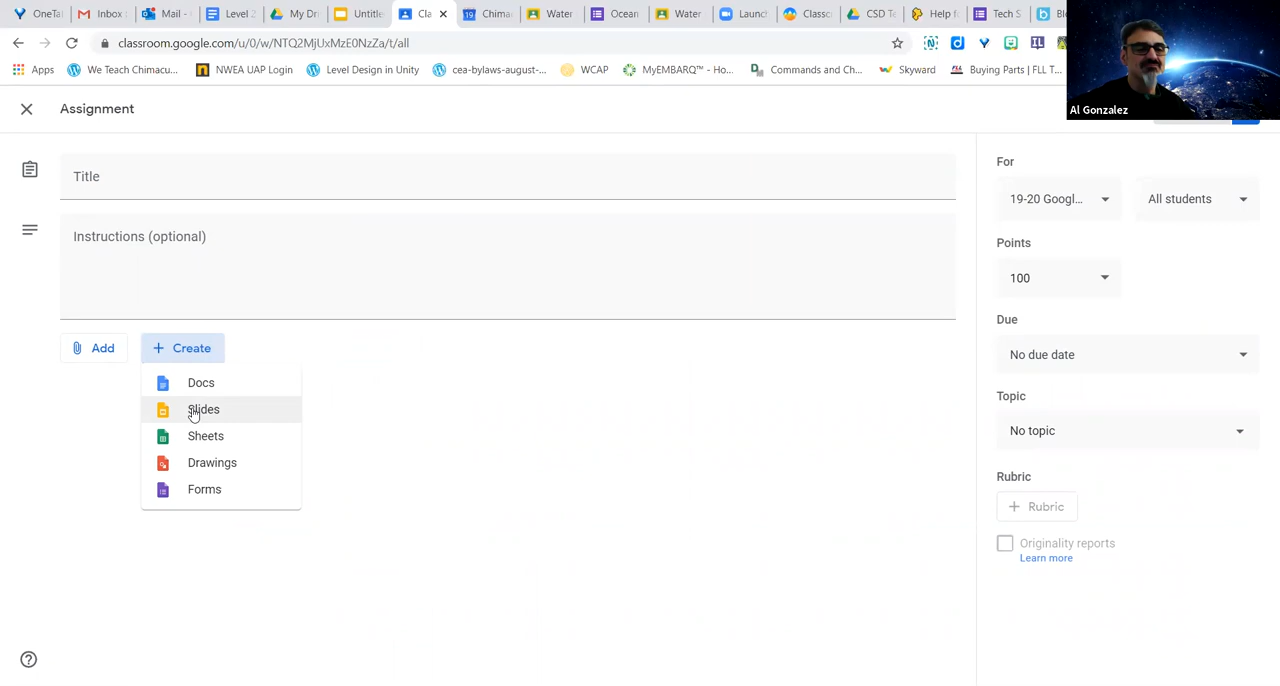 OneTa
Inbox
Mail -
Level 2
My Dri
Untitle
Cla
Chima
Water
Ocean
Water
Launc
Classc
CSD Te
Help f
Tech S
classroom.google.com/u/0/w/NTQ2MjUxMzE0NzZa/t/all
Apps
We Teach Chimacu...
NWEA UAP Login
Level Design in Unity
cea-bylaws-august-...
WCAP
MyEMBARQ™ - Ho...
Commands and Ch...
Skyward
Buying Parts | FLL T...
Al Gonzalez
Assignment
Title
Instructions (optional)
Add
+ Create
Docs
Slides
Sheets
Drawings
Forms
For
19-20 Googl...
All students
Points
100
Due
No due date
Topic
No topic
Rubric
+ Rubric
Originality reports
Learn more